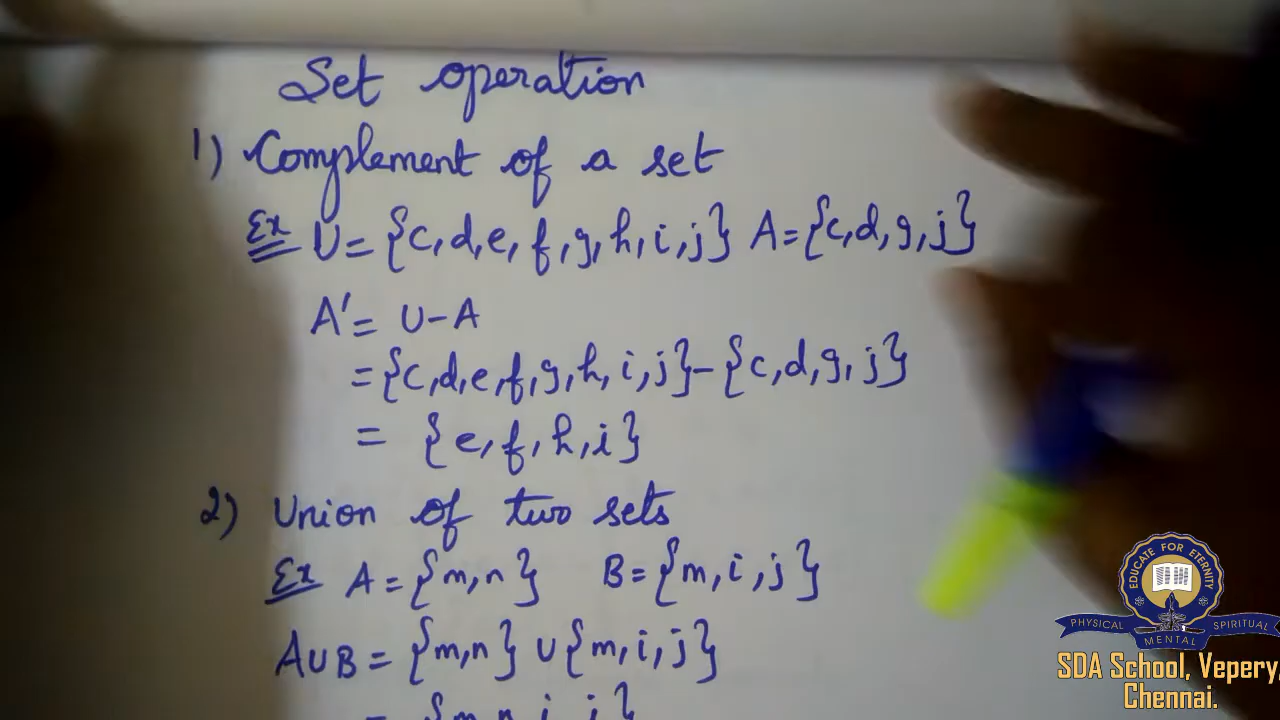 Set operation
1) Complement of a set
Ex U = {c, d, e, f, g, h, i, j} A = {c, d, g, j}
A' = U - A
= {c, d, e, f, g, h, i, j} - {c, d, g, j}
= {e, f, h, i}
2) Union of two sets
Ex A = {m, n} B = {m, i, j}
A∪B = {m, n} ∪ {m, i, j}
= {m, n, i, j}
EDUCATE FOR ETERNITY
PHYSICAL MENTAL SPIRITUAL
SDA School, Vepery,
Chennai.